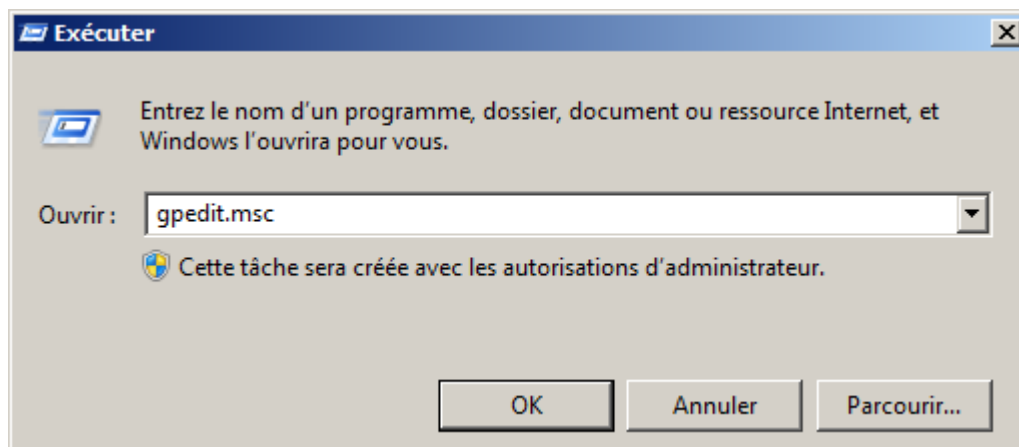 Exécuter
Entrez le nom d'un programme, dossier, document ou ressource Internet, et
Windows l'ouvrira pour vous.
Ouvrir : gpedit.msc
Cette tâche sera créée avec les autorisations d'administrateur.
OK Annuler Parcourir...